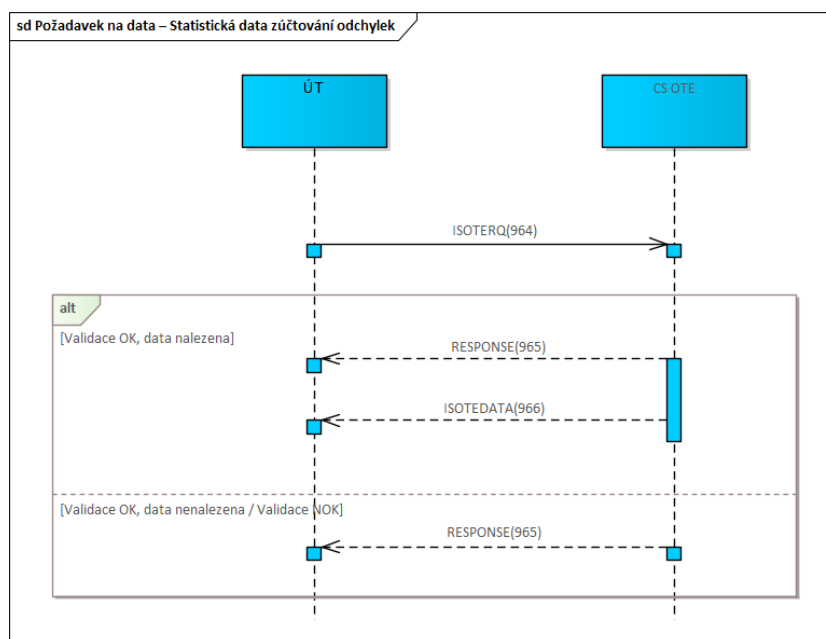 sd Požadavek na data – Statistická data zúčtování odchylek
ÚT
CS OTE
ISOTERQ(964)
alt
[Validace OK, data nalezena]
RESPONSE(965)
ISOTEDATA(966)
[Validace OK, data nenalezena / Validace NOK]
RESPONSE(965)